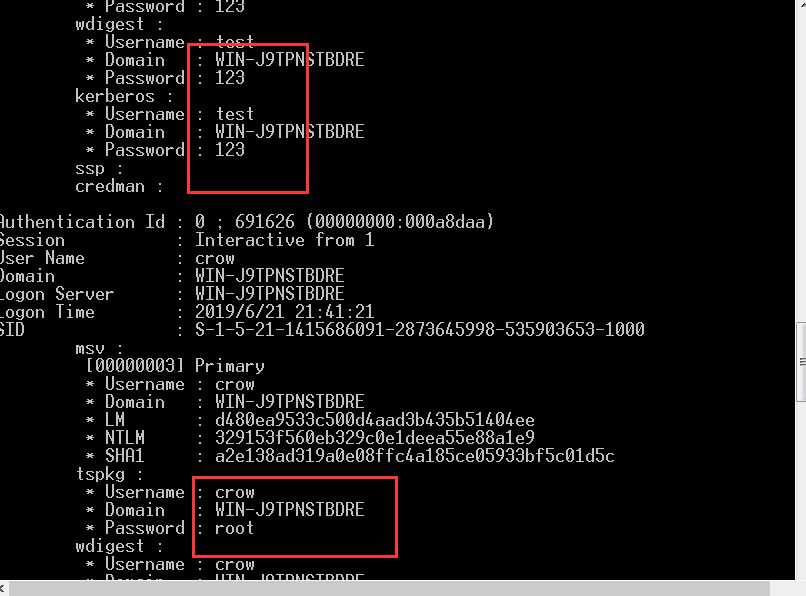 * Password : 123
wdigest :
* Username : test
* Domain : WIN-J9TPNSTBDRE
* Password : 123
kerberos :
* Username : test
* Domain : WIN-J9TPNSTBDRE
* Password : 123
ssp :
credman :
Authentication Id : 0 ; 691626 (00000000:000a8daa)
Session : Interactive from 1
User Name : crow
Domain : WIN-J9TPNSTBDRE
Logon Server : WIN-J9TPNSTBDRE
Logon Time : 2019/6/21 21:41:21
SID : S-1-5-21-1415686091-2873645998-535903653-1000
msv :
[00000003] Primary
* Username : crow
* Domain : WIN-J9TPNSTBDRE
* LM : d480ea9533c500d4aad3b435b51404ee
* NTLM : 329153f560eb329c0e1deea55e88a1e9
* SHA1 : a2e138ad319a0e08ffc4a185ce05933bf5c01d5c
tspkg :
* Username : crow
* Domain : WIN-J9TPNSTBDRE
* Password : root
wdigest :
* Username : crow
* Domain : WIN-J9TPNSTBDRE